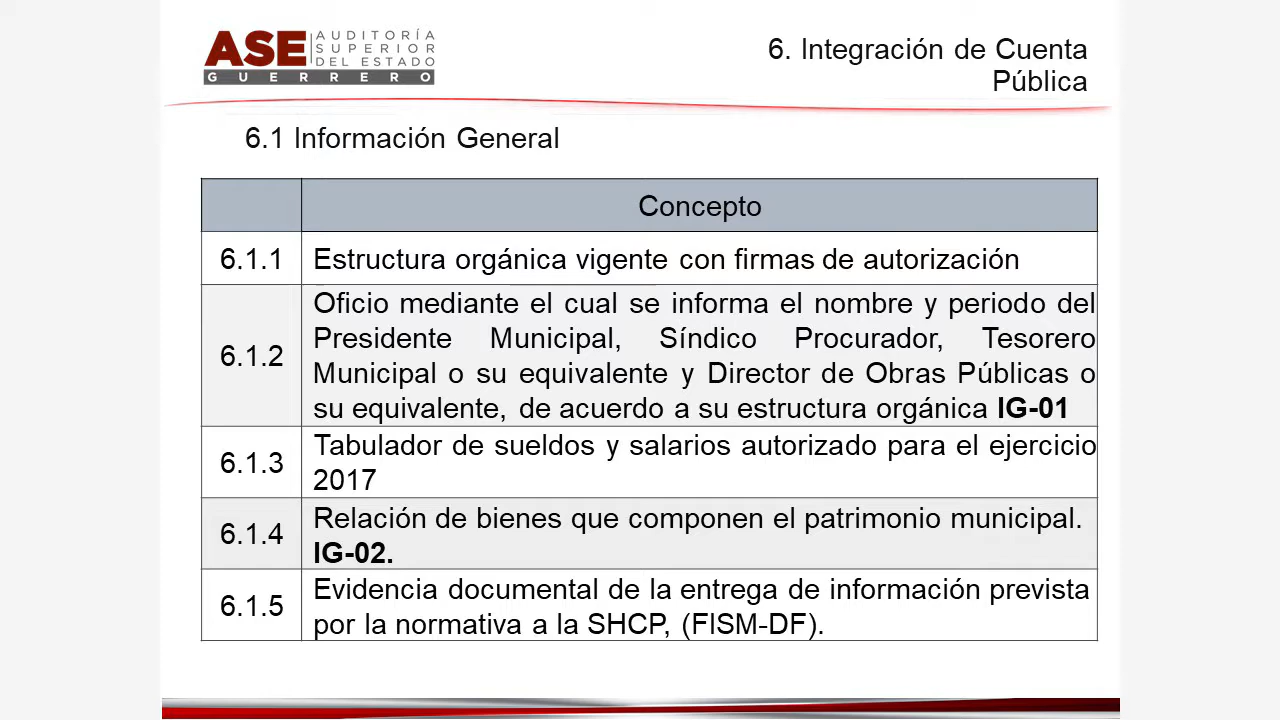 ASE AUDITORÍA
SUPERIOR
DEL ESTADO
GUERRERO
6. Integración de Cuenta
Pública
6.1 Información General
Concepto
6.1.1 Estructura orgánica vigente con firmas de autorización
6.1.2 Oficio mediante el cual se informa el nombre y periodo del
Presidente Municipal, Síndico Procurador, Tesorero
Municipal o su equivalente y Director de Obras Públicas o
su equivalente, de acuerdo a su estructura orgánica IG-01
6.1.3 Tabulador de sueldos y salarios autorizado para el ejercicio
2017
6.1.4 Relación de bienes que componen el patrimonio municipal.
IG-02.
6.1.5 Evidencia documental de la entrega de información prevista
por la normativa a la SHCP, (FISM-DF).